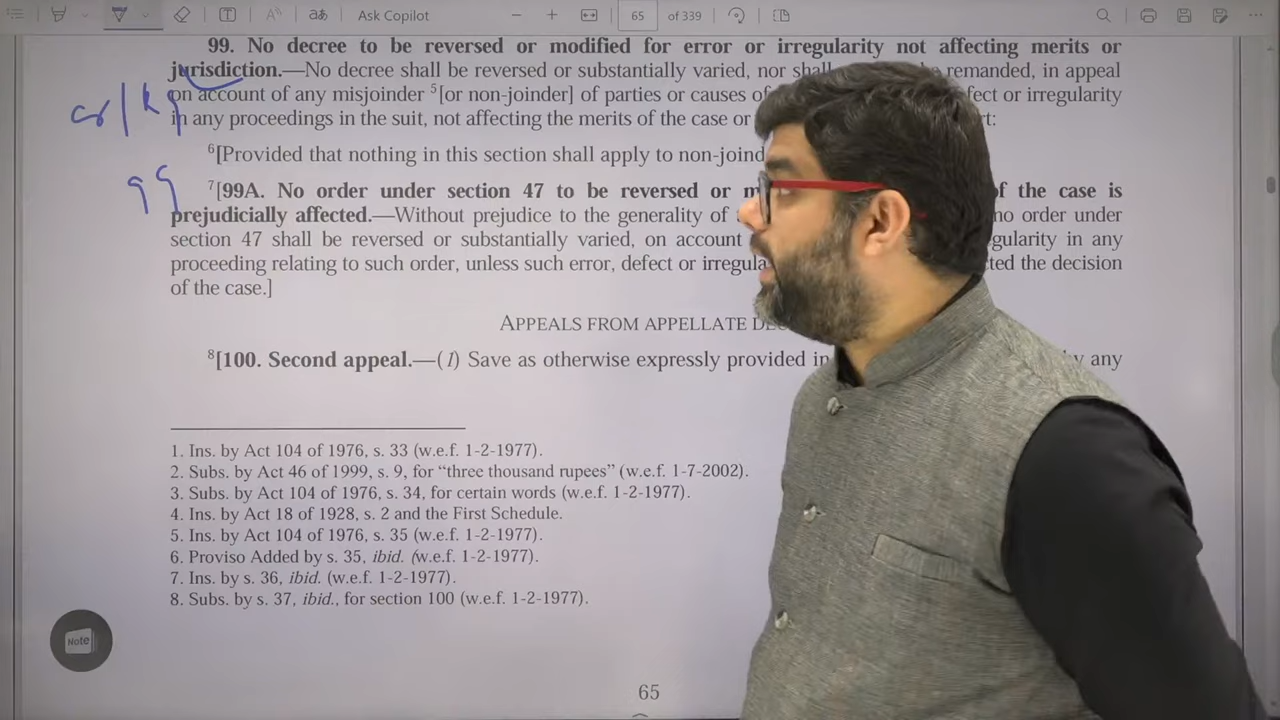 Ask Copilot
65 of 339
99. No decree to be reversed or modified for error or irregularity not affecting merits or
jurisdiction.—No decree shall be reversed or substantially varied, nor shall be remanded, in appeal
on account of any misjoinder 5[or non-joinder] of parties or causes of fect or irregularity
in any proceedings in the suit, not affecting the merits of the case or rt:
6[Provided that nothing in this section shall apply to non-joind
99
7[99A. No order under section 47 to be reversed or m of the case is
prejudicially affected.—Without prejudice to the generality of no order under
section 47 shall be reversed or substantially varied, on account gularity in any
proceeding relating to such order, unless such error, defect or irregula ted the decision
of the case.]
APPEALS FROM APPELLATE DE
8[100. Second appeal.—(1) Save as otherwise expressly provided in by any
1. Ins. by Act 104 of 1976, s. 33 (w.e.f. 1-2-1977).
2. Subs. by Act 46 of 1999, s. 9, for “three thousand rupees” (w.e.f. 1-7-2002).
3. Subs. by Act 104 of 1976, s. 34, for certain words (w.e.f. 1-2-1977).
4. Ins. by Act 18 of 1928, s. 2 and the First Schedule.
5. Ins. by Act 104 of 1976, s. 35 (w.e.f. 1-2-1977).
6. Proviso Added by s. 35, ibid. (w.e.f. 1-2-1977).
7. Ins. by s. 36, ibid. (w.e.f. 1-2-1977).
8. Subs. by s. 37, ibid., for section 100 (w.e.f. 1-2-1977).
Note
65